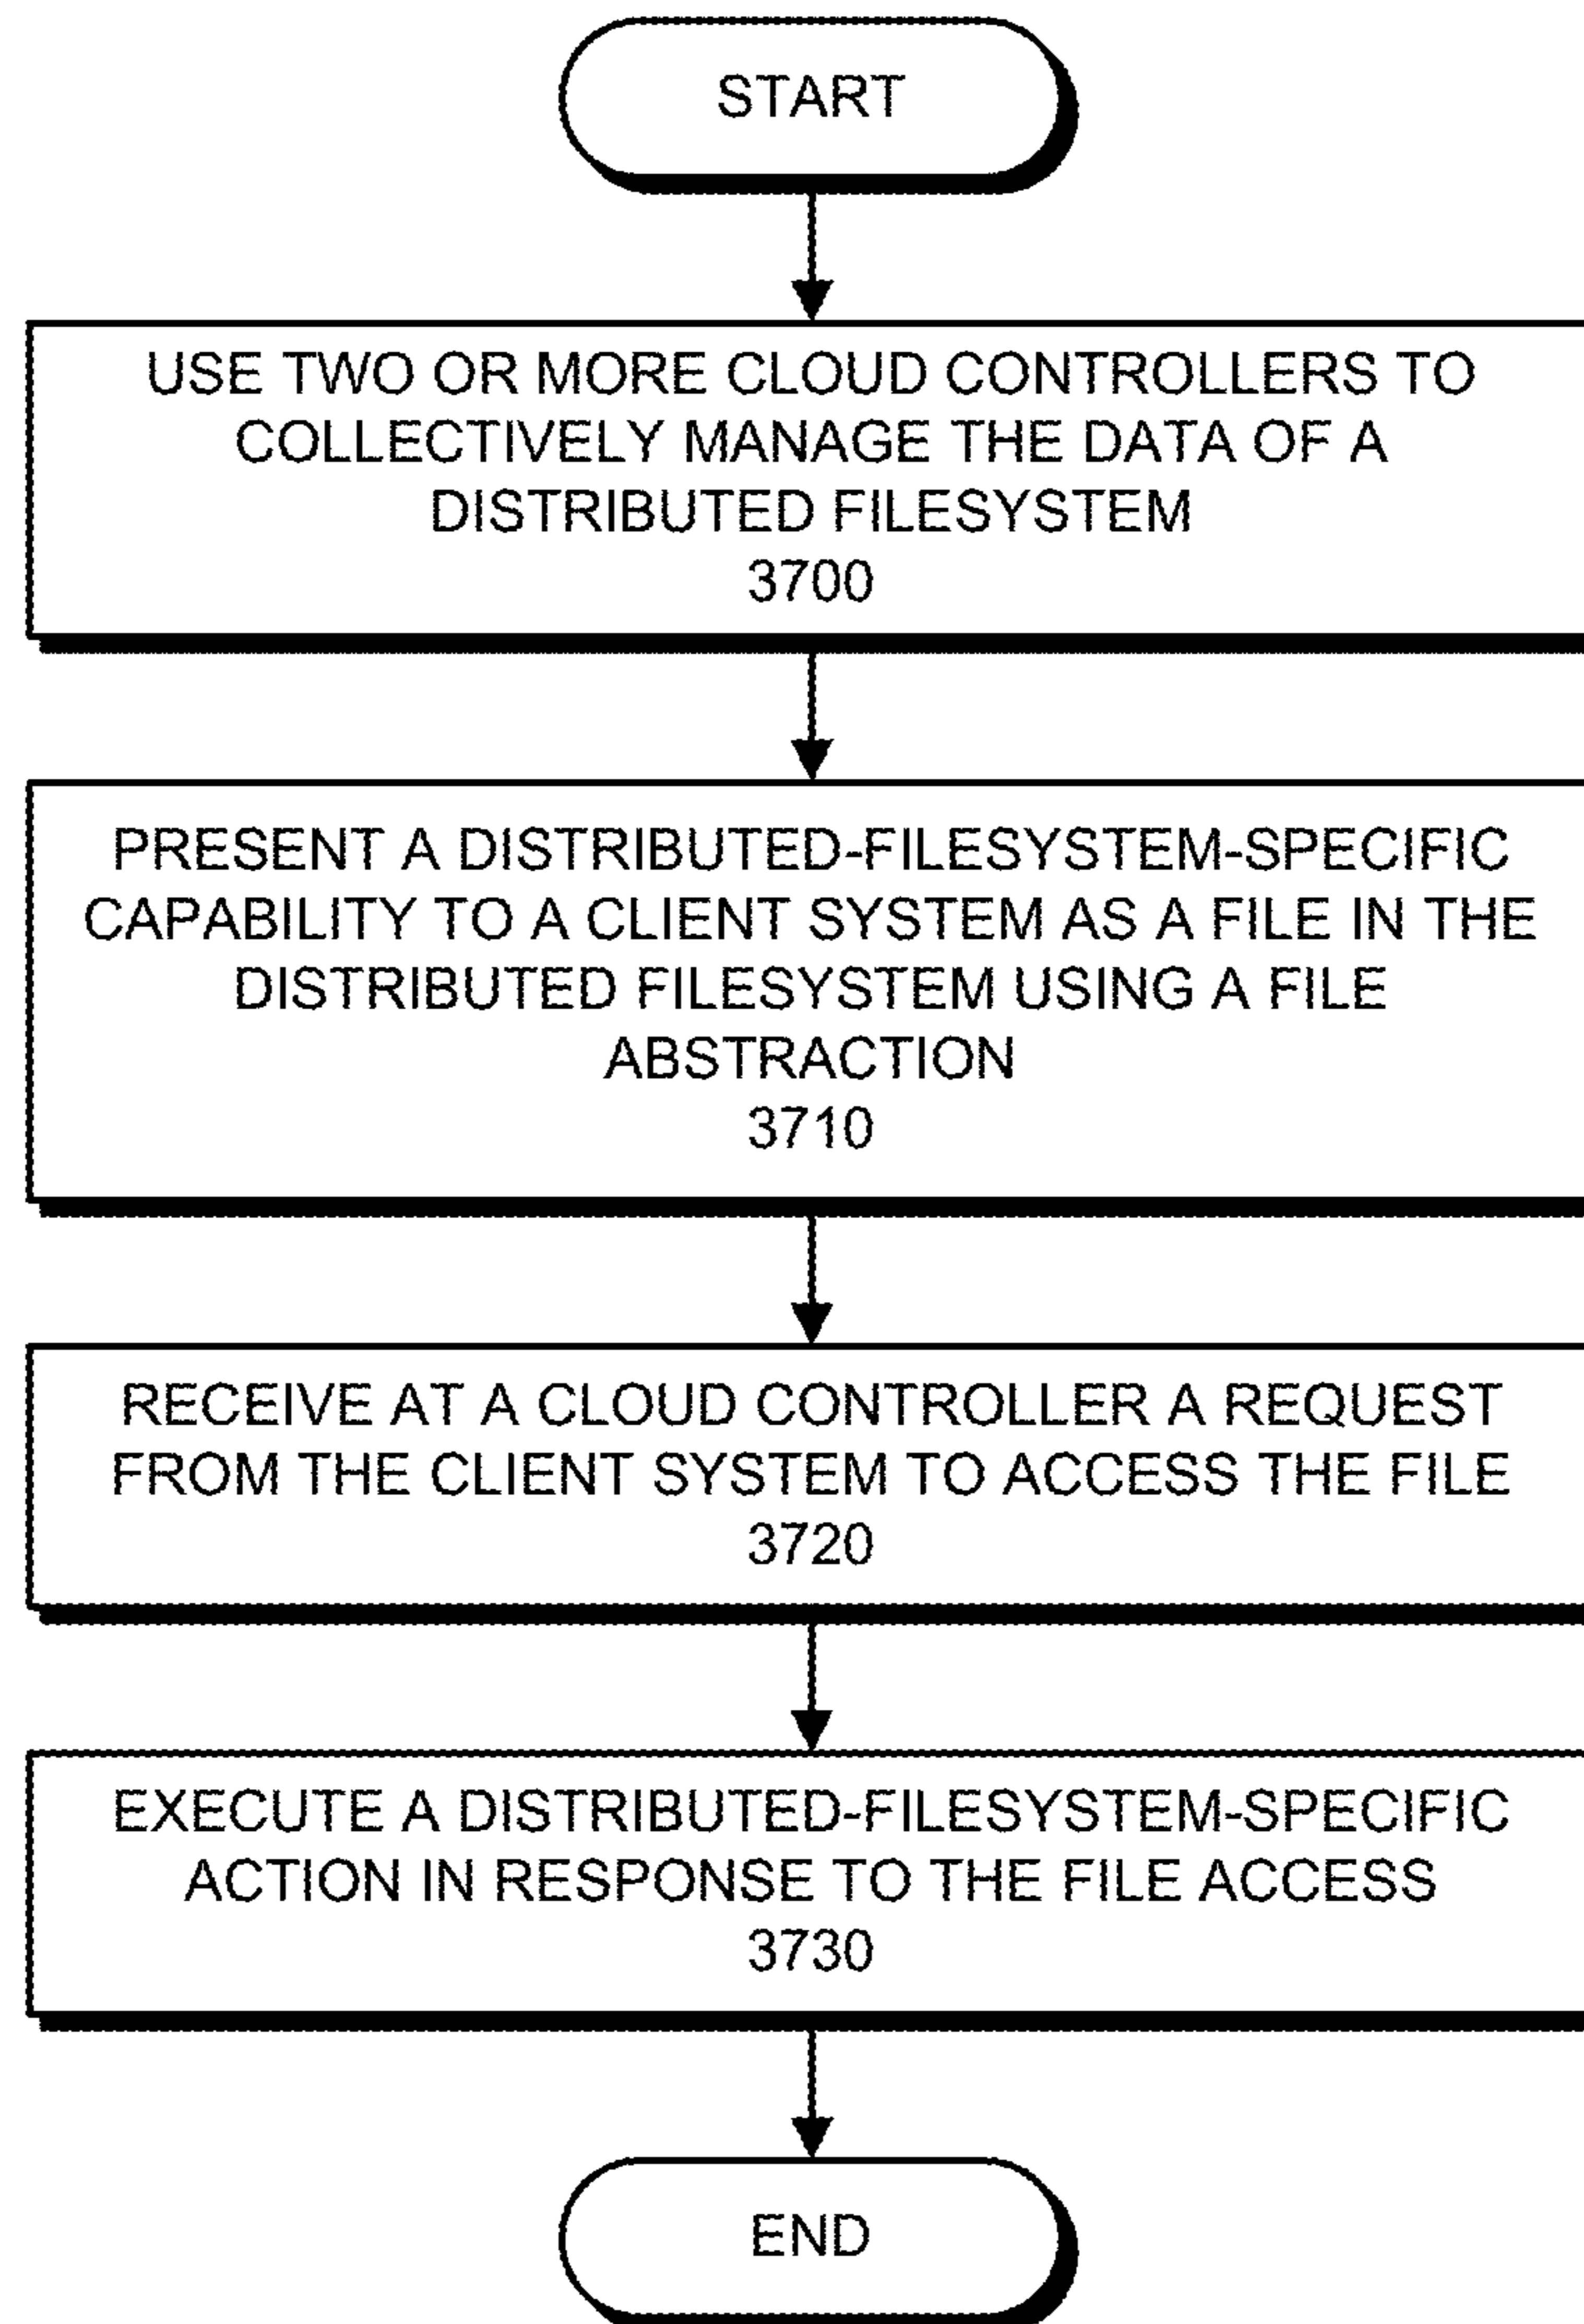 START
USE TWO OR MORE CLOUD CONTROLLERS TO
COLLECTIVELY MANAGE THE DATA OF A
DISTRIBUTED FILESYSTEM
3700
PRESENT A DISTRIBUTED-FILESYSTEM-SPECIFIC
CAPABILITY TO A CLIENT SYSTEM AS A FILE IN THE
DISTRIBUTED FILESYSTEM USING A FILE
ABSTRACTION
3710
RECEIVE AT A CLOUD CONTROLLER A REQUEST
FROM THE CLIENT SYSTEM TO ACCESS THE FILE
3720
EXECUTE A DISTRIBUTED-FILESYSTEM-SPECIFIC
ACTION IN RESPONSE TO THE FILE ACCESS
3730
END